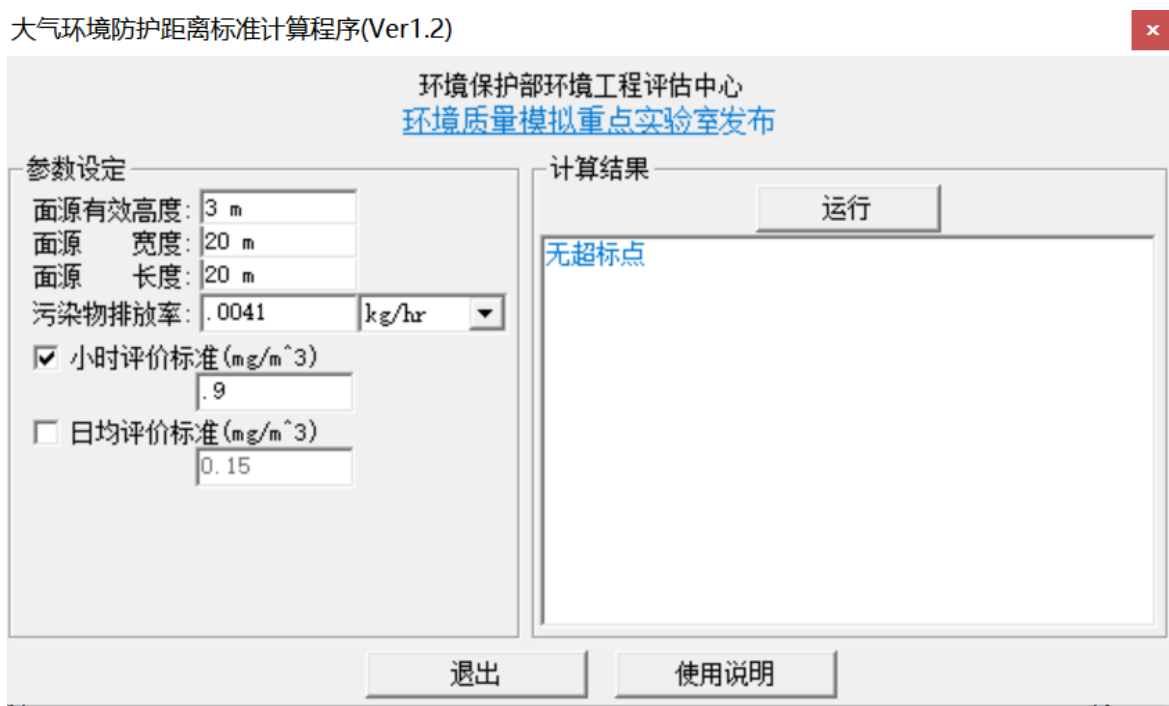 大气环境防护距离标准计算程序(Ver1.2)
x
环境保护部环境工程评估中心
环境质量模拟重点实验室发布
参数设定
面源有效高度: 3 m
面源 宽度: 20 m
面源 长度: 20 m
污染物排放率: .0041 kg/hr
小时评价标准(mg/m^3)
.9
日均评价标准(mg/m^3)
0.15
计算结果
运行
无超标点
退出
使用说明